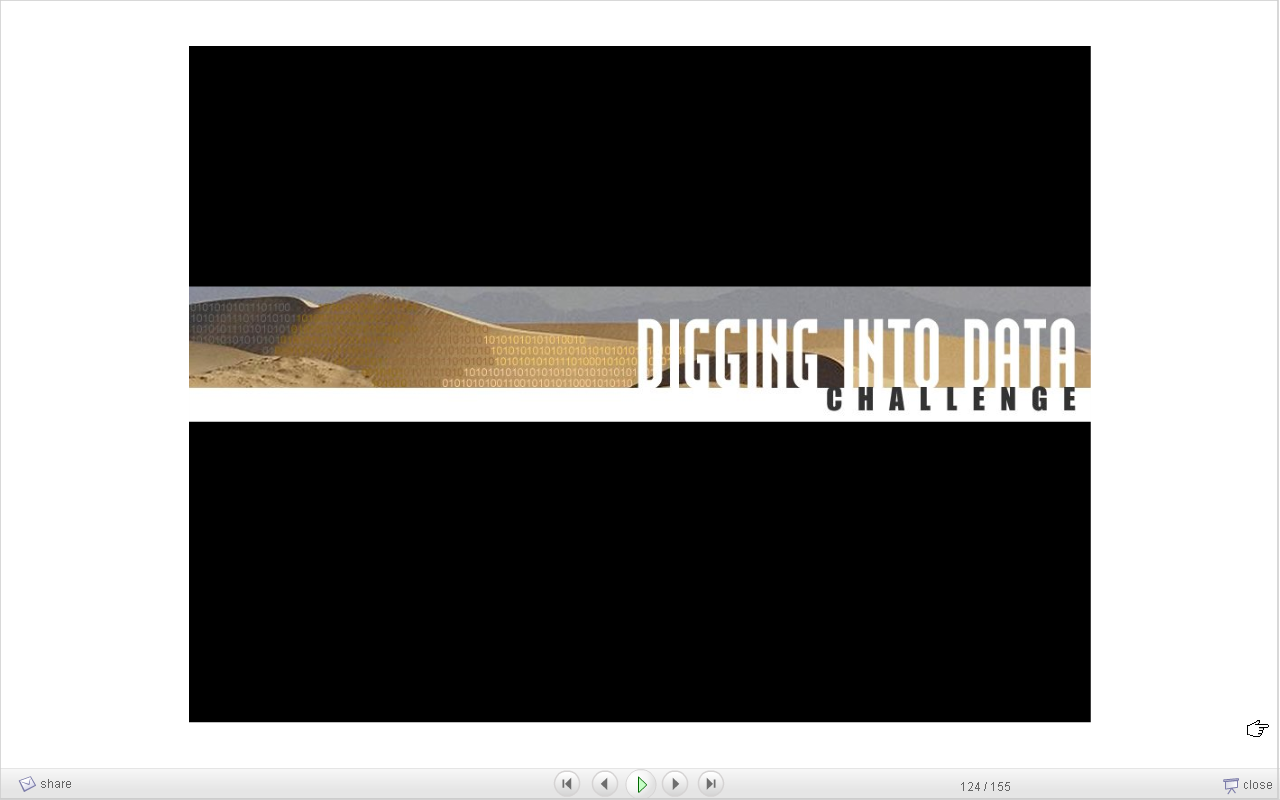 DIGGING INTO DATA
CHALLENGE
share
124 / 155
close